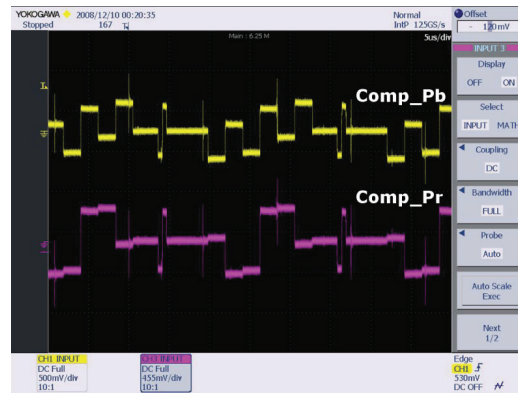 YOKOGAWA 2008/12/10 00:20:35
Stopped 167
Normal
IntP 125GS/s
Main : 6.25 M
5us/div
Comp_Pb
Comp_Pr
CH1 INPUT
DC Full
500mV/div
10:1
CH3 INPUT
DC Full
455mV/div
10:1
Edge
CH1
530mV
DC OFF
Offset
- 120mV
INPUT 3
Display
OFF ON
Select
INPUT MATH
Coupling
DC
Bandwidth
FULL
Probe
Auto
Auto Scale
Exec
Next
1/2